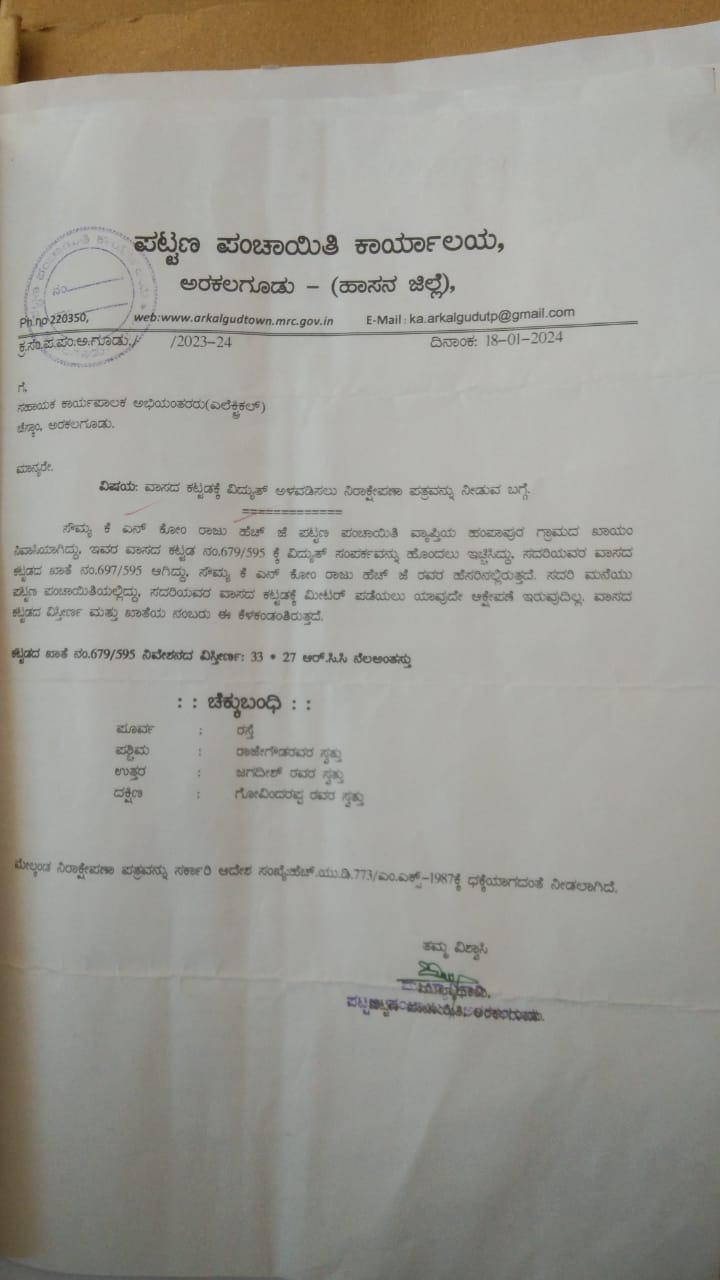 ಪಟ್ಟಣ ಪಂಚಾಯಿತಿ ಕಾರ್ಯಾಲಯ,
ಅರಕಲಗೂಡು – (ಹಾಸನ ಜಿಲ್ಲೆ),
Ph.no 220350, web:www.arkalgudtown.mrc.gov.in E-Mail : ka.arkalgudutp@gmail.com
ಕ್ರ.ಸಂ.ಪ.ಪಂ.ಅ.ಗೂಡು./ /2023-24 ದಿನಾಂಕ: 18-01-2024
ನಂ.
ಗೆ,
ಸಹಾಯಕ ಕಾರ್ಯಪಾಲಕ ಅಭಿಯಂತರರು(ಎಲೆಕ್ಟ್ರಿಕಲ್)
ಚೆಸ್ಕಾಂ, ಅರಕಲಗೂಡು.
ಮಾನ್ಯರೇ.
ವಿಷಯ: ವಾಸದ ಕಟ್ಟಡಕ್ಕೆ ವಿದ್ಯುತ್ ಅಳವಡಿಸಲು ನಿರಾಕ್ಷೇಪಣಾ ಪತ್ರವನ್ನು ನೀಡುವ ಬಗ್ಗೆ.
=============
ಸೌಮ್ಯ ಕೆ ಎನ್ ಕೋಂ ರಾಜು ಹೆಚ್ ಜೆ ಪಟ್ಟಣ ಪಂಚಾಯಿತಿ ವ್ಯಾಪ್ತಿಯ ಹಂಪಾಪುರ ಗ್ರಾಮದ ಖಾಯಂ
ನಿವಾಸಿಯಾಗಿದ್ದು, ಇವರ ವಾಸದ ಕಟ್ಟಡ ನಂ.679/595 ಕ್ಕೆ ವಿದ್ಯುತ್ ಸಂಪರ್ಕವನ್ನು ಹೊಂದಲು ಇಚ್ಚಿಸಿದ್ದು, ಸದರಿಯವರ ವಾಸದ
ಕಟ್ಟಡದ ಖಾತೆ ನಂ.697/595 ಆಗಿದ್ದು, ಸೌಮ್ಯ ಕೆ ಎನ್ ಕೋಂ ರಾಜು ಹೆಚ್ ಜೆ ರವರ ಹೆಸರಿನಲ್ಲಿರುತ್ತದೆ. ಸದರಿ ಮನೆಯು
ಪಟ್ಟಣ ಪಂಚಾಯಿತಿಯಲ್ಲಿದ್ದು, ಸದರಿಯವರ ವಾಸದ ಕಟ್ಟಡಕ್ಕೆ ಮೀಟರ್ ಪಡೆಯಲು ಯಾವುದೇ ಆಕ್ಷೇಪಣೆ ಇರುವುದಿಲ್ಲ. ವಾಸದ
ಕಟ್ಟಡದ ವಿಸ್ತೀರ್ಣ ಮತ್ತು ಖಾತೆಯ ನಂಬರು ಈ ಕೆಳಕಂಡಂತಿರುತ್ತದೆ.
ಕಟ್ಟಡದ ಖಾತೆ ನಂ.679/595 ನಿವೇಶನದ ವಿಸ್ತೀರ್ಣ: 33 * 27 ಆರ್.ಸಿ.ಸಿ ನೆಲಅಂತಸ್ತು
: : ಚೆಕ್ಕುಬಂಧಿ : :
ಪೂರ್ವ : ರಸ್ತೆ
ಪಶ್ಚಿಮ : ರಾಜೇಗೌಡರವರ ಸ್ವತ್ತು
ಉತ್ತರ : ಜಗದೀಶ್ ರವರ ಸ್ವತ್ತು
ದಕ್ಷಿಣ : ಗೋವಿಂದಪ್ಪ ರವರ ಸ್ವತ್ತು
ಮೇಲ್ಕಂಡ ನಿರಾಕ್ಷೇಪಣಾ ಪತ್ರವನ್ನು ಸರ್ಕಾರಿ ಆದೇಶ ಸಂಖ್ಯೆ:ಹೆಚ್.ಯು.ಡಿ.773/ಎಂ.ಎಕ್ಸ್-1987ಕ್ಕೆ ಧಕ್ಕೆಯಾಗದಂತೆ ನೀಡಲಾಗಿದೆ.
ತಮ್ಮ ವಿಶ್ವಾಸಿ